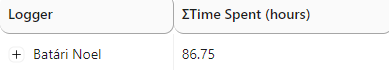 Logger ΣTime Spent (hours)
+ Batári Noel 86.75